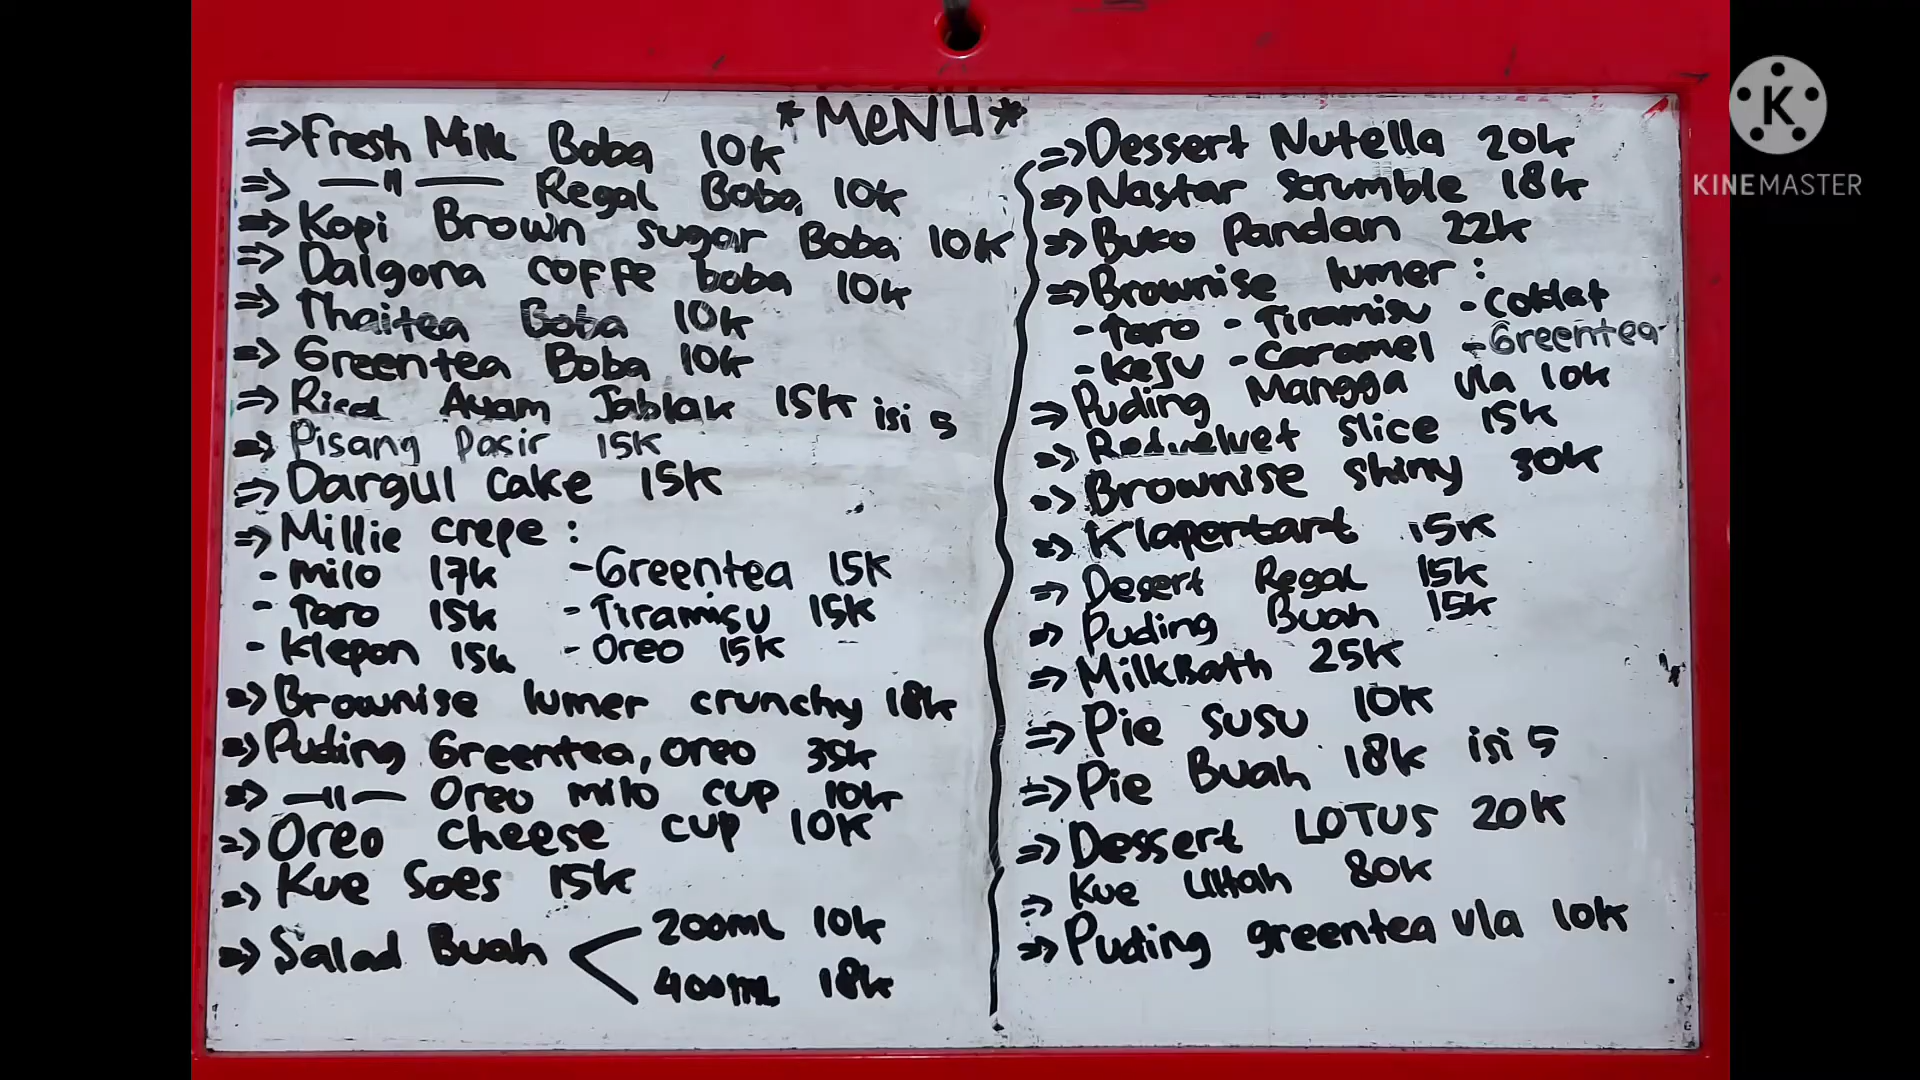 *MENU*
=>Fresh Milk Boba 10k
=> —"— Regal Boba 10k
=> Kopi Brown sugar Boba 10k
=> Dalgona coffe boba 10k
=> Thaitea Boba 10k
=> Greentea Boba 10k
=> Risol Ayam Jablak 15k isi 5
=> Pisang Pasir 15k
=> Dargul cake 15k
=> Millie crepe :
- Milo 17k - Greentea 15k
- Taro 15k - Tiramisu 15k
- Klepon 15k - Oreo 15k
=> Brownise lumer crunchy 18k
=> Puding Greentea, oreo 35k
=> —"— Oreo milo cup 10k
=> Oreo cheese cup 10k
=> Kue Soes 15k
=> Salad Buah < 200ml 10k
400ml 18k
=> Dessert Nutella 20k
=> Nastar scrumble 18k
=> Buko Pandan 22k
=> Brownise lumer :
- Taro - Tiramisu - Coklat
- Keju - Caramel - Greentea
=> Puding Mangga vla 10k
=> Redvelvet slice 15k
=> Brownise shiny 30k
=> Klapertart 15k
=> Desert Regal 15k
=> Puding Buah 15k
=> MilkBath 25k
=> Pie susu 10k
=> Pie Buah 18k isi 5
=> Dessert LOTUS 20k
=> Kue Ultah 80k
=> Puding greentea vla 10k
KINEMASTER